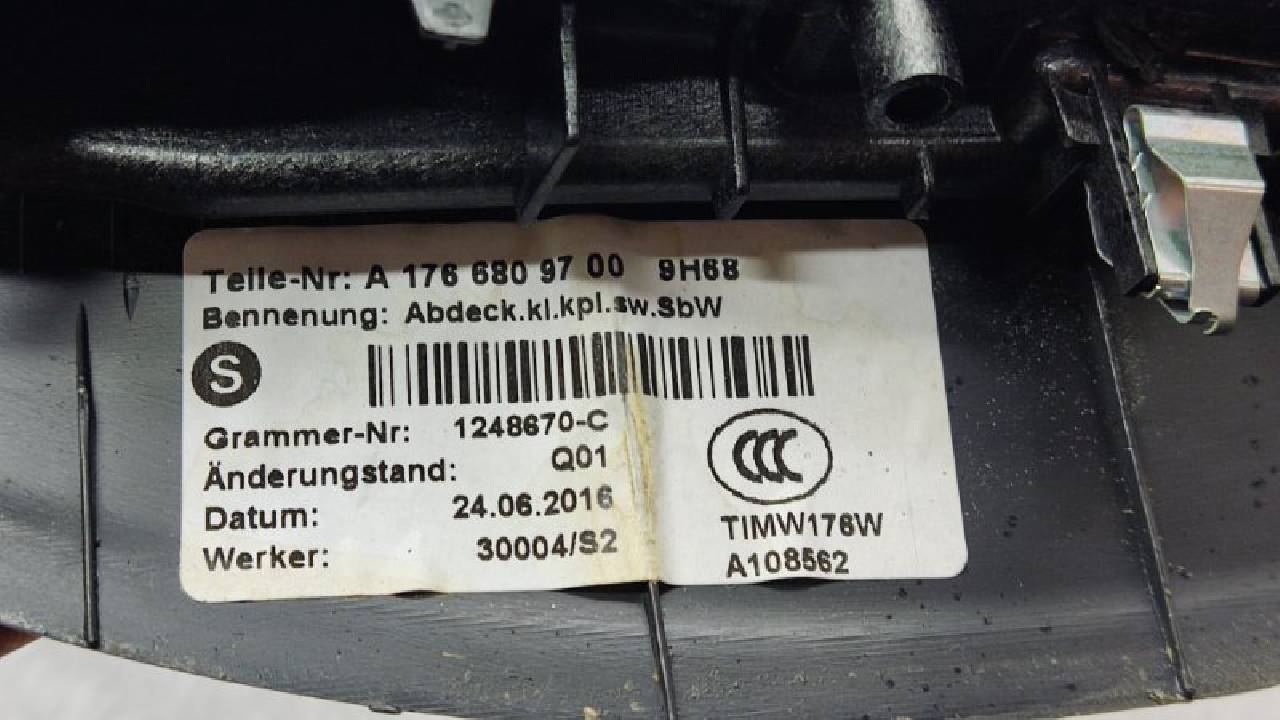 Teile-Nr: A 176 680 97 00 9H68
Bennenung: Abdeck.kl.kpl.sw.SbW
S
Grammer-Nr: 1248670-C
Änderungstand: Q01
Datum: 24.06.2016
Werker: 30004/S2
CCC
TIMW176W
A108562